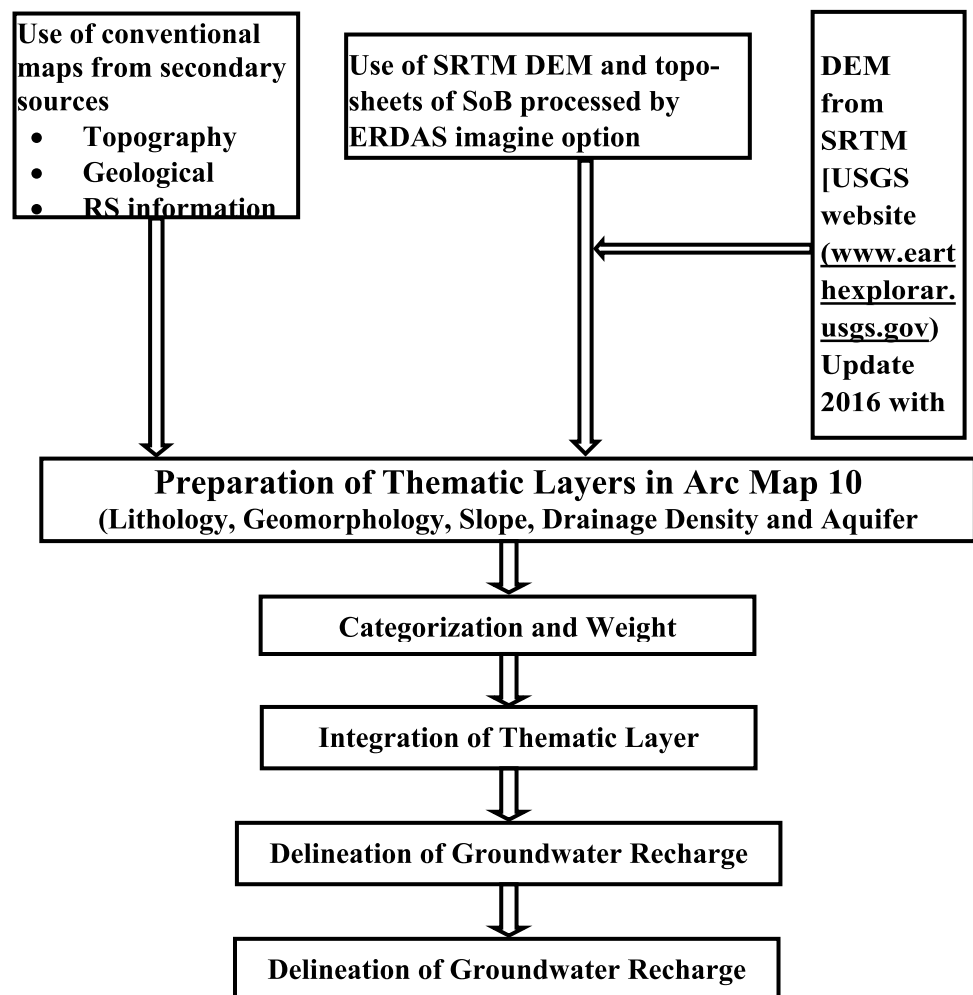 Use of conventional
maps from secondary
sources
• Topography
• Geological
• RS information
Use of SRTM DEM and topo-
sheets of SoB processed by
ERDAS imagine option
DEM
from
SRTM
[USGS
website
(www.eart
hexplorar.
usgs.gov)
Update
2016 with
Preparation of Thematic Layers in Arc Map 10
(Lithology, Geomorphology, Slope, Drainage Density and Aquifer
Categorization and Weight
Integration of Thematic Layer
Delineation of Groundwater Recharge
Delineation of Groundwater Recharge